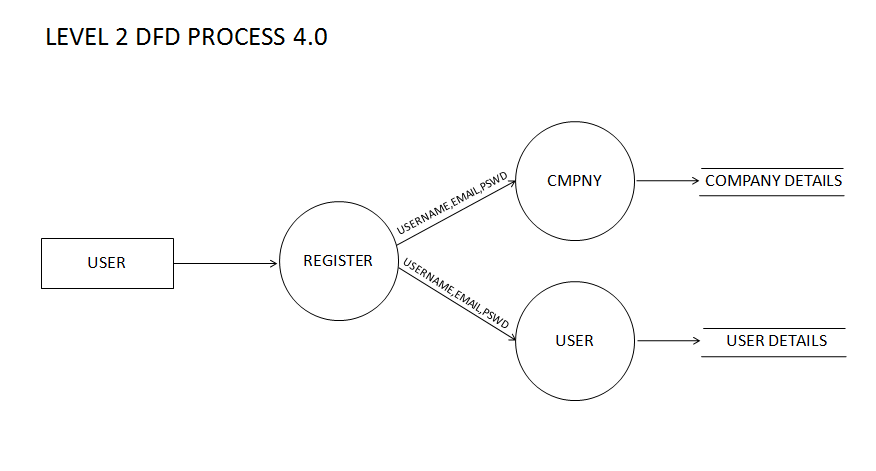 LEVEL 2 DFD PROCESS 4.0
CMPNY
COMPANY DETAILS
USERNAME,EMAIL,PSWD
USER
REGISTER
USERNAME,EMAIL,PSWD
USER
USER DETAILS